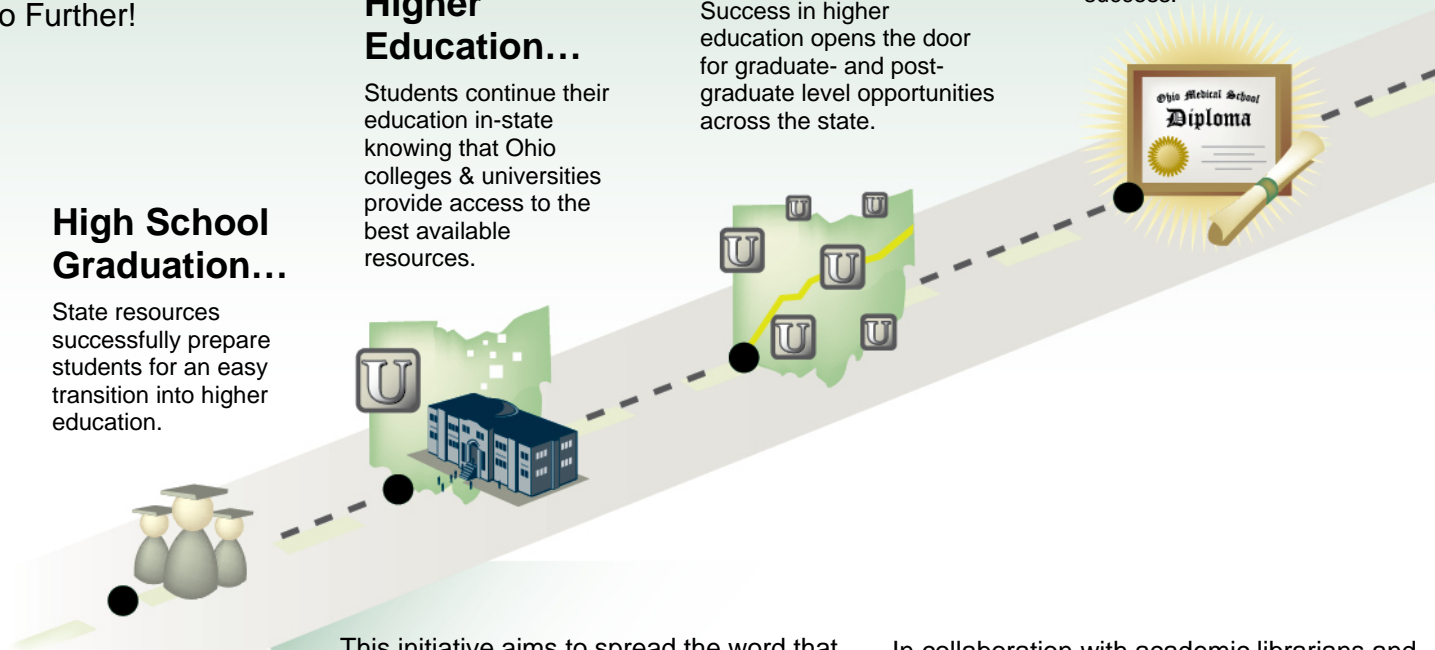 o Further!
High School
Graduation…
State resources
successfully prepare
students for an easy
transition into higher
education.
Higher
Education…
Students continue their
education in-state
knowing that Ohio
colleges & universities
provide access to the
best available
resources.
Success in higher
education opens the door
for graduate- and post-
graduate level opportunities
across the state.
success.
Ohio Medical School
Diploma
U
U
U
U
U
U
U
This initiative aims to spread the word that
In collaboration with academic librarians and